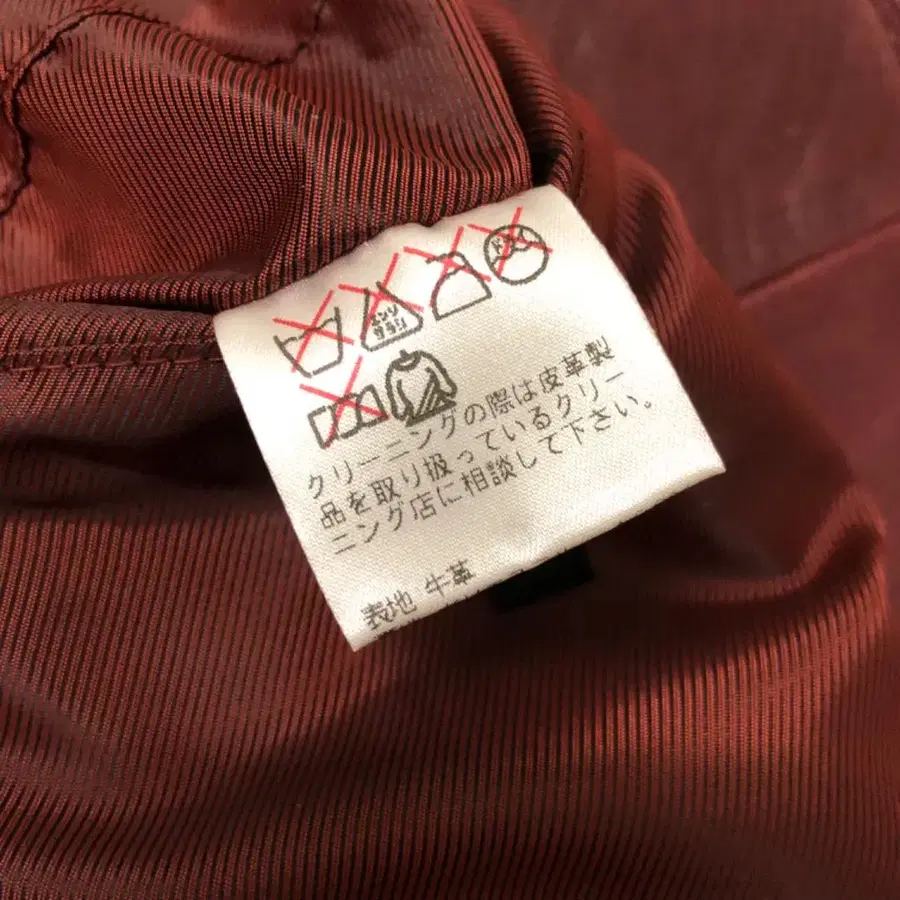 ドライ
エンソ
サラシ
クリーニングの際は皮革製
品を取り扱っているクリー
ニング店に相談して下さい。
表地 牛革